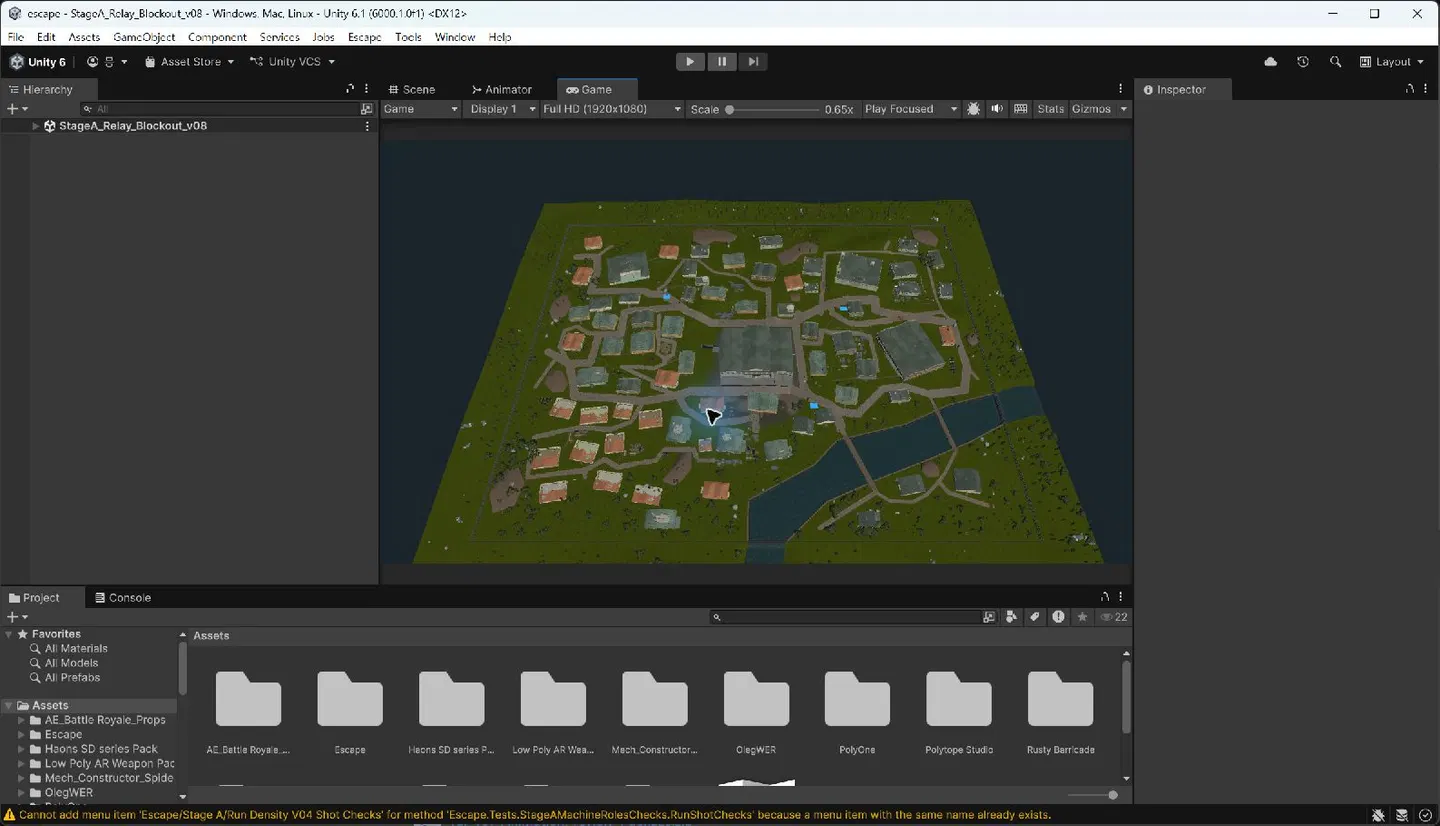 escape - StageA_Relay_Blockout_v08 - Windows, Mac, Linux - Unity 6.1 (6000.1.0f1) <DX12>
File Edit Assets GameObject Component Services Jobs Escape Tools Window Help
Unity 6 Asset Store Unity VCS Layout
Hierarchy Scene Animator Game Inspector
All Game Display 1 Full HD (1920x1080) Scale 0.65x Play Focused Stats Gizmos
StageA_Relay_Blockout_v08
Project Console
22
Favorites
All Materials
All Models
All Prefabs
Assets
AE_Battle Royale_Props
Escape
Haons SD series Pack
Low Poly AR Weapon Pac
Mech_Constructor_Spide
OlegWER
Assets
AE_Battle Royale_... Escape Haons SD series P... Low Poly AR Wea... Mech_Constructor... OlegWER PolyOne Polytope Studio Rusty Barricade
Cannot add menu item 'Escape/Stage A/Run Density V04 Shot Checks' for method 'Escape.Tests.StageAMachineRolesChecks.RunShotChecks' because a menu item with the same name already exists.